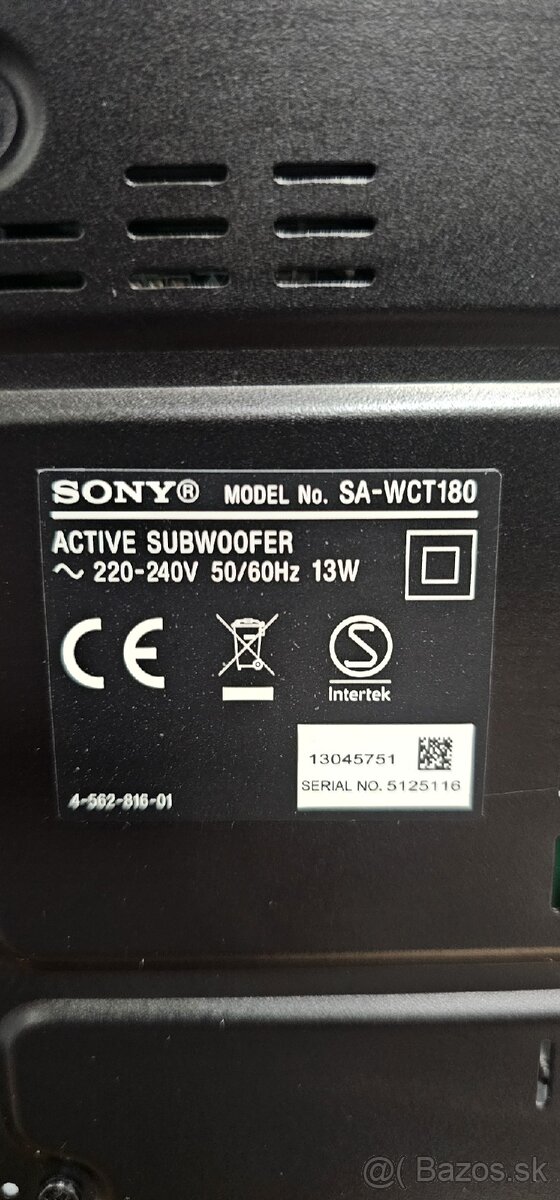 SONY® MODEL No. SA-WCT180
ACTIVE SUBWOOFER
~ 220-240V 50/60Hz 13W
CE
Intertek
13045751
SERIAL NO. 5125116
4-562-816-01
@( Bazos.sk